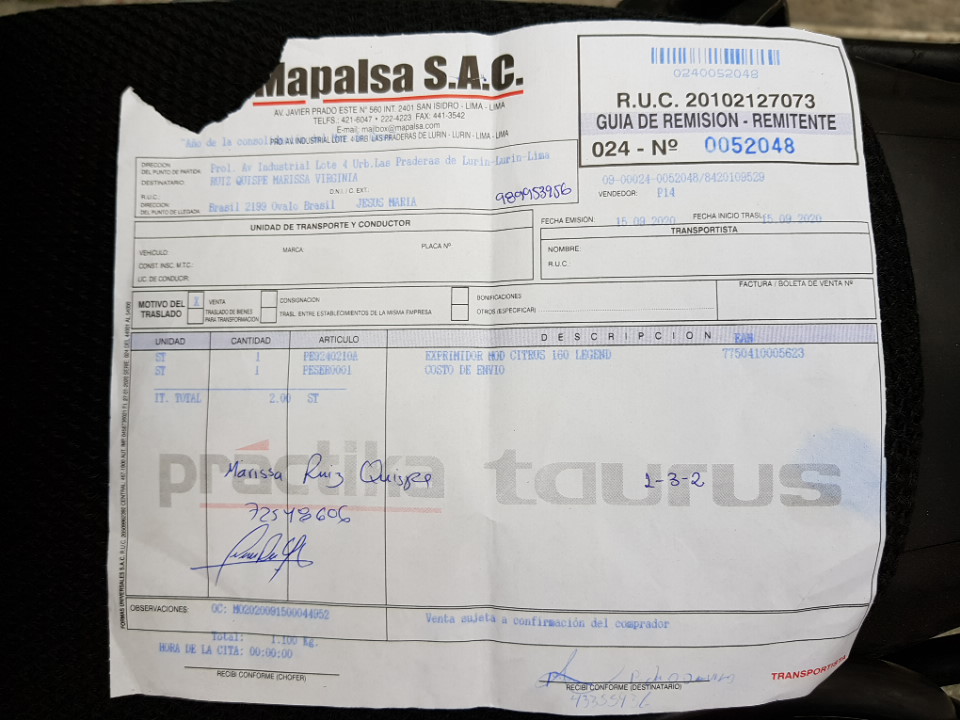 Mapalsa S.A.C.
AV. JAVIER PRADO ESTE N° 560 INT. 2401 SAN ISIDRO - LIMA - LIMA
TELFS.: 421-6047 • 222-4223 FAX: 441-3542
E-mail: mailbox@mapalsa.com
"Año de la consolidación del
PRO. AV. INDUSTRIAL LOTE 4 URB. LAS PRADERAS DE LURIN - LURIN - LIMA - LIMA
0240052048
R.U.C. 20102127073
GUIA DE REMISION - REMITENTE
024 - Nº 0052048
DIRECCION DEL PUNTO DE PARTIDA: Prol. Av Industrial Lote 4 Urb.Las Praderas de Lurin-Lurin-Lima
DESTINATARIO: RUIZ QUISPE MARISSA VIRGINIA
R.U.C.: D.N.I. / C. EXT.: 989953956
DIRECCION DEL PUNTO DE LLEGADA: Brasil 2199 Ovalo Brasil JESUS MARIA
09-00024-0052048/8420109529
VENDEDOR: P14
FECHA EMISIÓN: 15.09.2020 FECHA INICIO TRASL. 15.09.2020
UNIDAD DE TRANSPORTE Y CONDUCTOR
VEHICULO: MARCA: PLACA Nº
CONST. INSC. M.T.C.:
LIC. DE CONDUCIR:
TRANSPORTISTA
NOMBRE:
R.U.C.:
MOTIVO DEL TRASLADO
X VENTA CONSIGNACION BONIFICACIONES
TRASLADO DE BIENES PARA TRANSFORMACIÓN TRASL. ENTRE ESTABLECIMIENTOS DE LA MISMA EMPRESA OTROS (ESPECIFICAR)
FACTURA / BOLETA DE VENTA Nº
UNIDAD CANTIDAD ARTICULO DESCRIPCION EAN
ST 1 PE9240210A EXPRIMIDOR MOD CITRUS 160 LEGEND 7750410005623
ST 1 PESER0001 COSTO DE ENVIO
IT. TOTAL 2.00 ST
práctika taurus
Marissa Ruiz Quispe
72548606
1-3-2
OBSERVACIONES: OC: MO2020091500044952
Venta sujeta a confirmación del comprador
Total: 1.100 Kg.
HORA DE LA CITA: 00:00:00
RECIBI CONFORME (CHOFER)
RECIBI CONFORME (DESTINATARIO)
TRANSPORTISTA